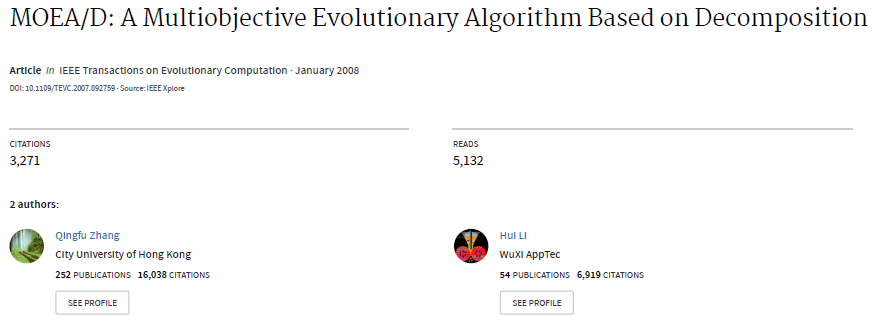 MOEA/D: A Multiobjective Evolutionary Algorithm Based on Decomposition
Article in IEEE Transactions on Evolutionary Computation · January 2008
DOI: 10.1109/TEVC.2007.892759 · Source: IEEE Xplore
CITATIONS
3,271
READS
5,132
2 authors:
Qingfu Zhang
City University of Hong Kong
252 PUBLICATIONS 16,038 CITATIONS
SEE PROFILE
Hui Li
WuXi AppTec
54 PUBLICATIONS 6,919 CITATIONS
SEE PROFILE